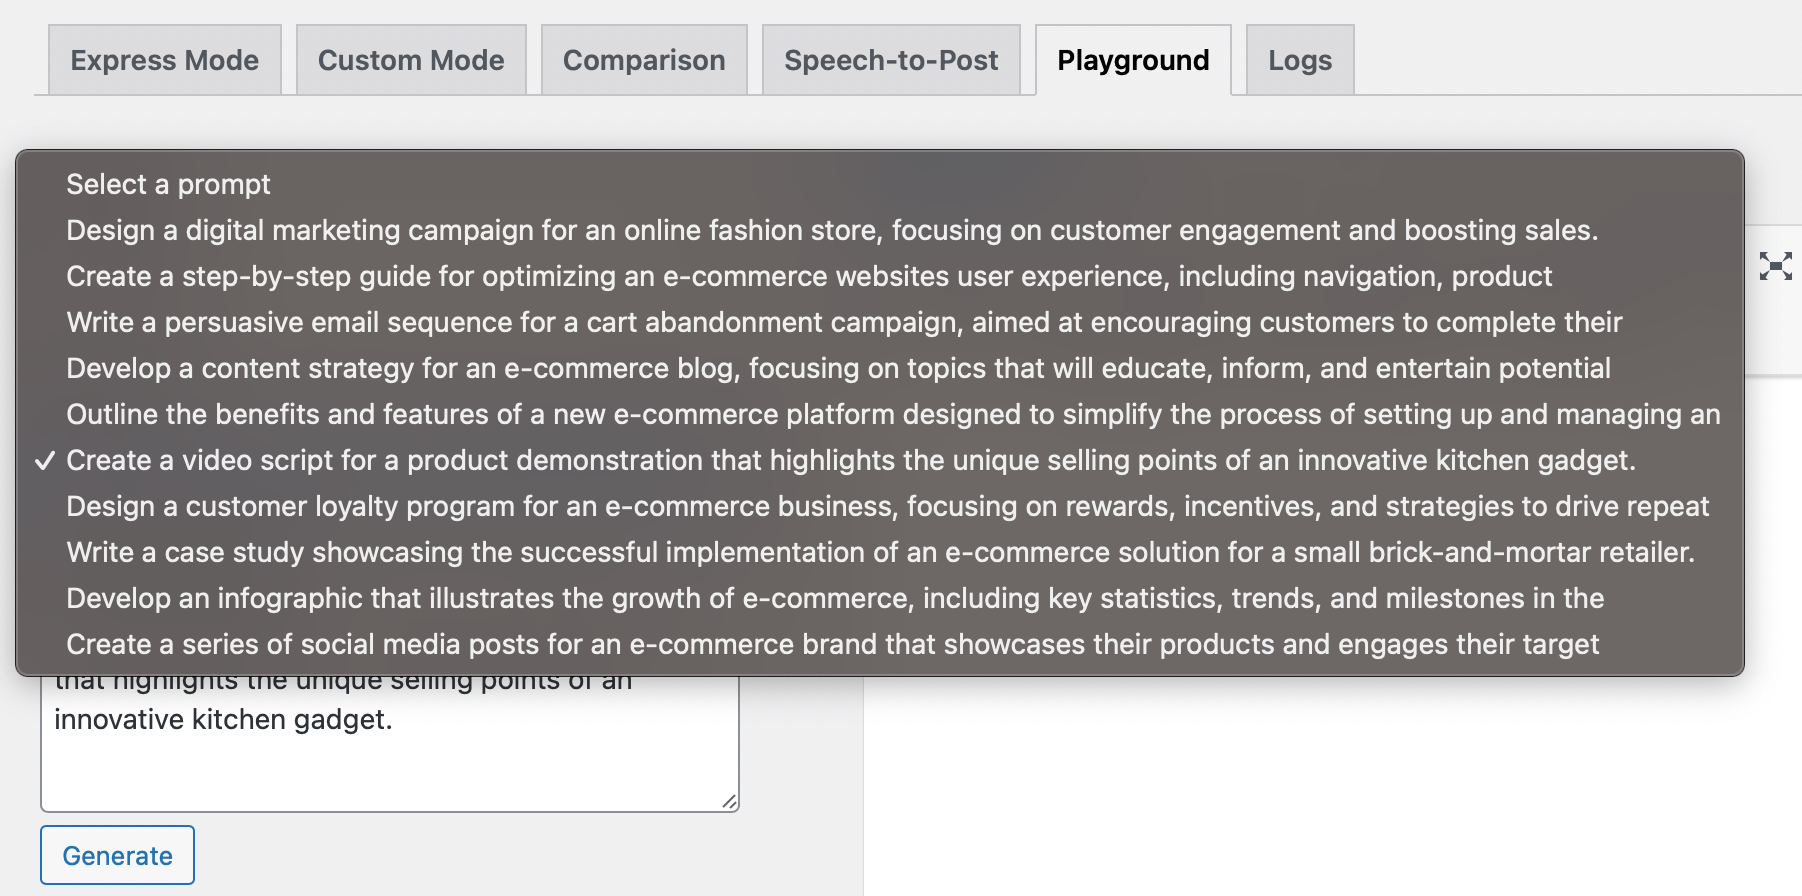 Express Mode
Custom Mode
Comparison
Speech-to-Post
Playground
Logs
Select a prompt
Design a digital marketing campaign for an online fashion store, focusing on customer engagement and boosting sales.
Create a step-by-step guide for optimizing an e-commerce websites user experience, including navigation, product
Write a persuasive email sequence for a cart abandonment campaign, aimed at encouraging customers to complete their
Develop a content strategy for an e-commerce blog, focusing on topics that will educate, inform, and entertain potential
Outline the benefits and features of a new e-commerce platform designed to simplify the process of setting up and managing an
✓ Create a video script for a product demonstration that highlights the unique selling points of an innovative kitchen gadget.
Design a customer loyalty program for an e-commerce business, focusing on rewards, incentives, and strategies to drive repeat
Write a case study showcasing the successful implementation of an e-commerce solution for a small brick-and-mortar retailer.
Develop an infographic that illustrates the growth of e-commerce, including key statistics, trends, and milestones in the
Create a series of social media posts for an e-commerce brand that showcases their products and engages their target
that highlights the unique selling points of an
innovative kitchen gadget.
Generate